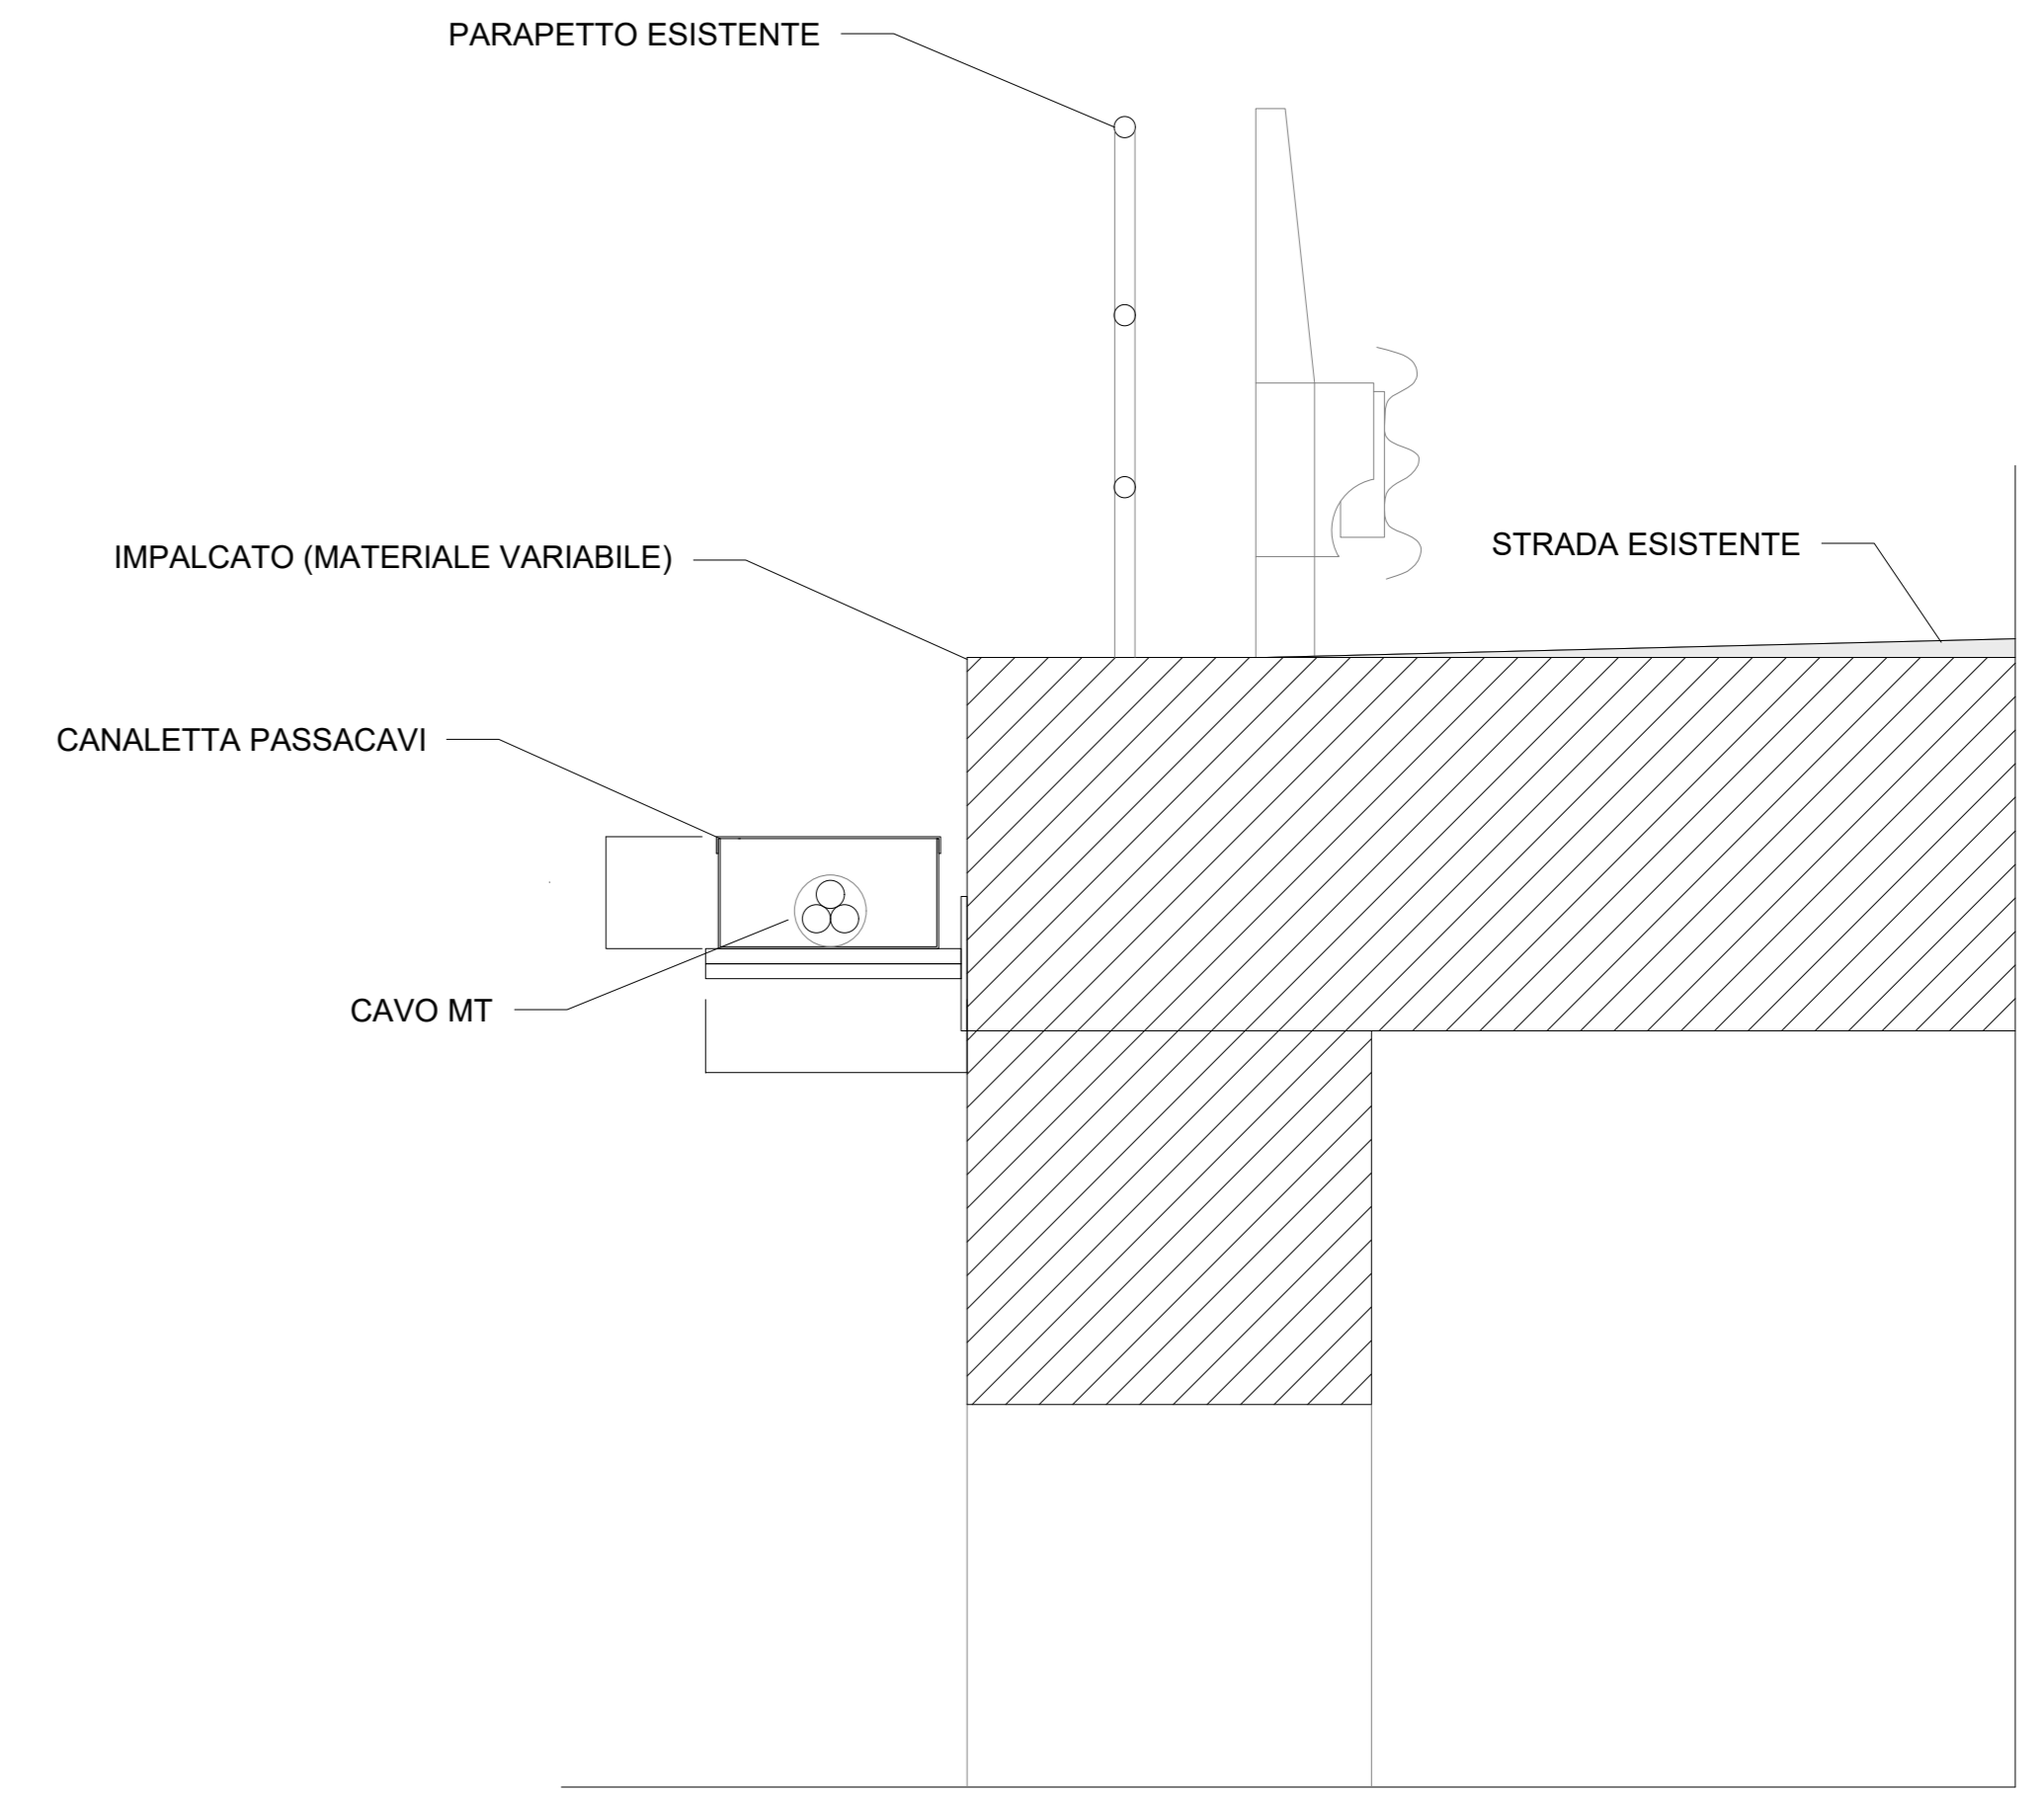 PARAPETTO ESISTENTE
STRADA ESISTENTE
IMPALCATO (MATERIALE VARIABILE)
CANALETTA PASSACAVI
CAVO MT